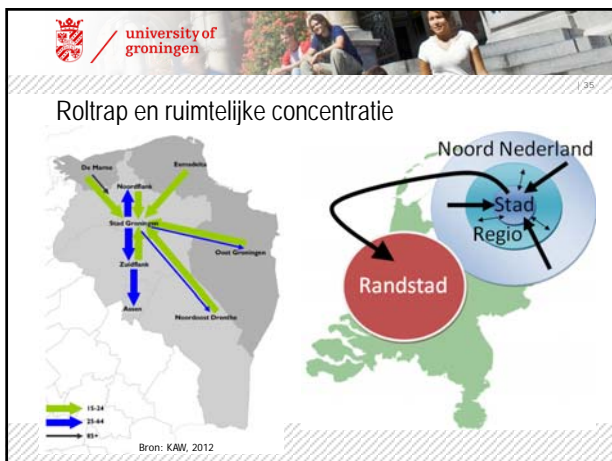 university of
groningen
| 35
Roltrap en ruimtelijke concentratie
De Marne
Eemsdelta
Noordflank
Stad Groningen
Oost Groningen
Zuidflank
Assen
Noordoost Drenthe
15-24
25-64
85+
Bron: KAW, 2012
Noord Nederland
Stad
Regio
Randstad